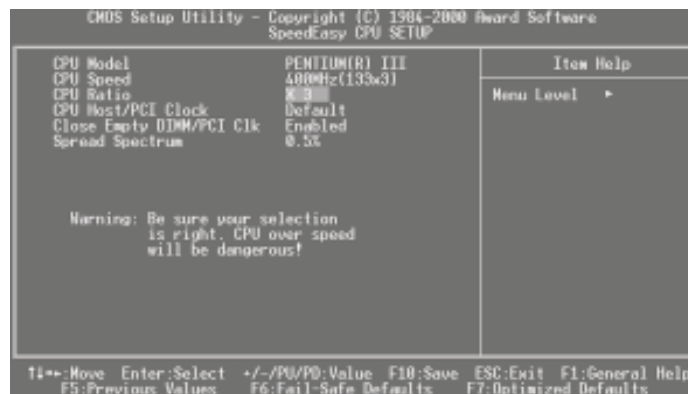 CMOS Setup Utility - Copyright (C) 1984-2000 Award Software
SpeedEasy CPU SETUP
CPU Model PENTIUM(R) III
CPU Speed 400MHz(133x3)
CPU Ratio X 3
CPU Host/PCI Clock Default
Close Empty DIMM/PCI Clk Enabled
Spread Spectrum 0.5%
Item Help
Menu Level ►
Warning: Be sure your selection
is right. CPU over speed
will be dangerous!
↑↓→←:Move Enter:Select +/-/PU/PD:Value F10:Save ESC:Exit F1:General Help
F5:Previous Values F6:Fail-Safe Defaults F7:Optimized Defaults